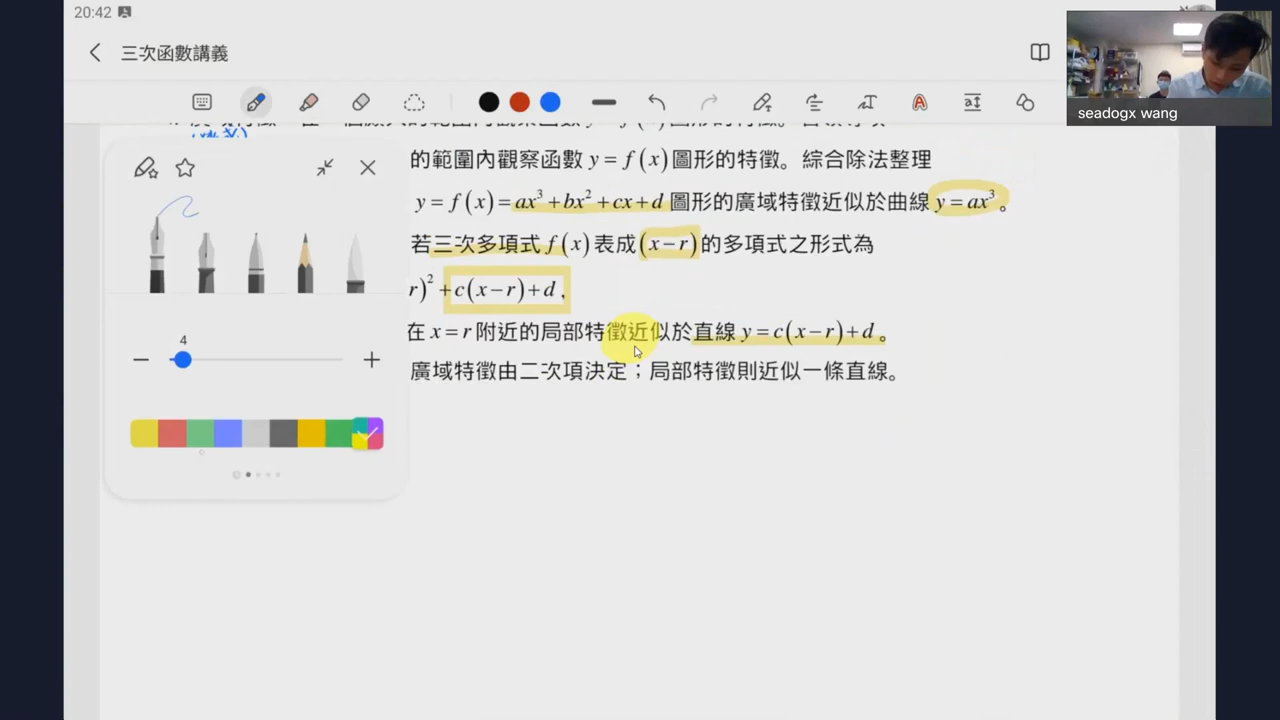 20:42
三次函數講義
seadogx wang
的範圍內觀察函數 y = f(x) 圖形的特徵。綜合除法整理
y = f(x) = ax³ + bx² + cx + d 圖形的廣域特徵近似於曲線 y = ax³。
若三次多項式 f(x) 表成 (x − r) 的多項式之形式為
r)² + c(x − r) + d,
在 x = r 附近的局部特徵近似於直線 y = c(x − r) + d。
廣域特徵由二次項決定；局部特徵則近似一條直線。
4